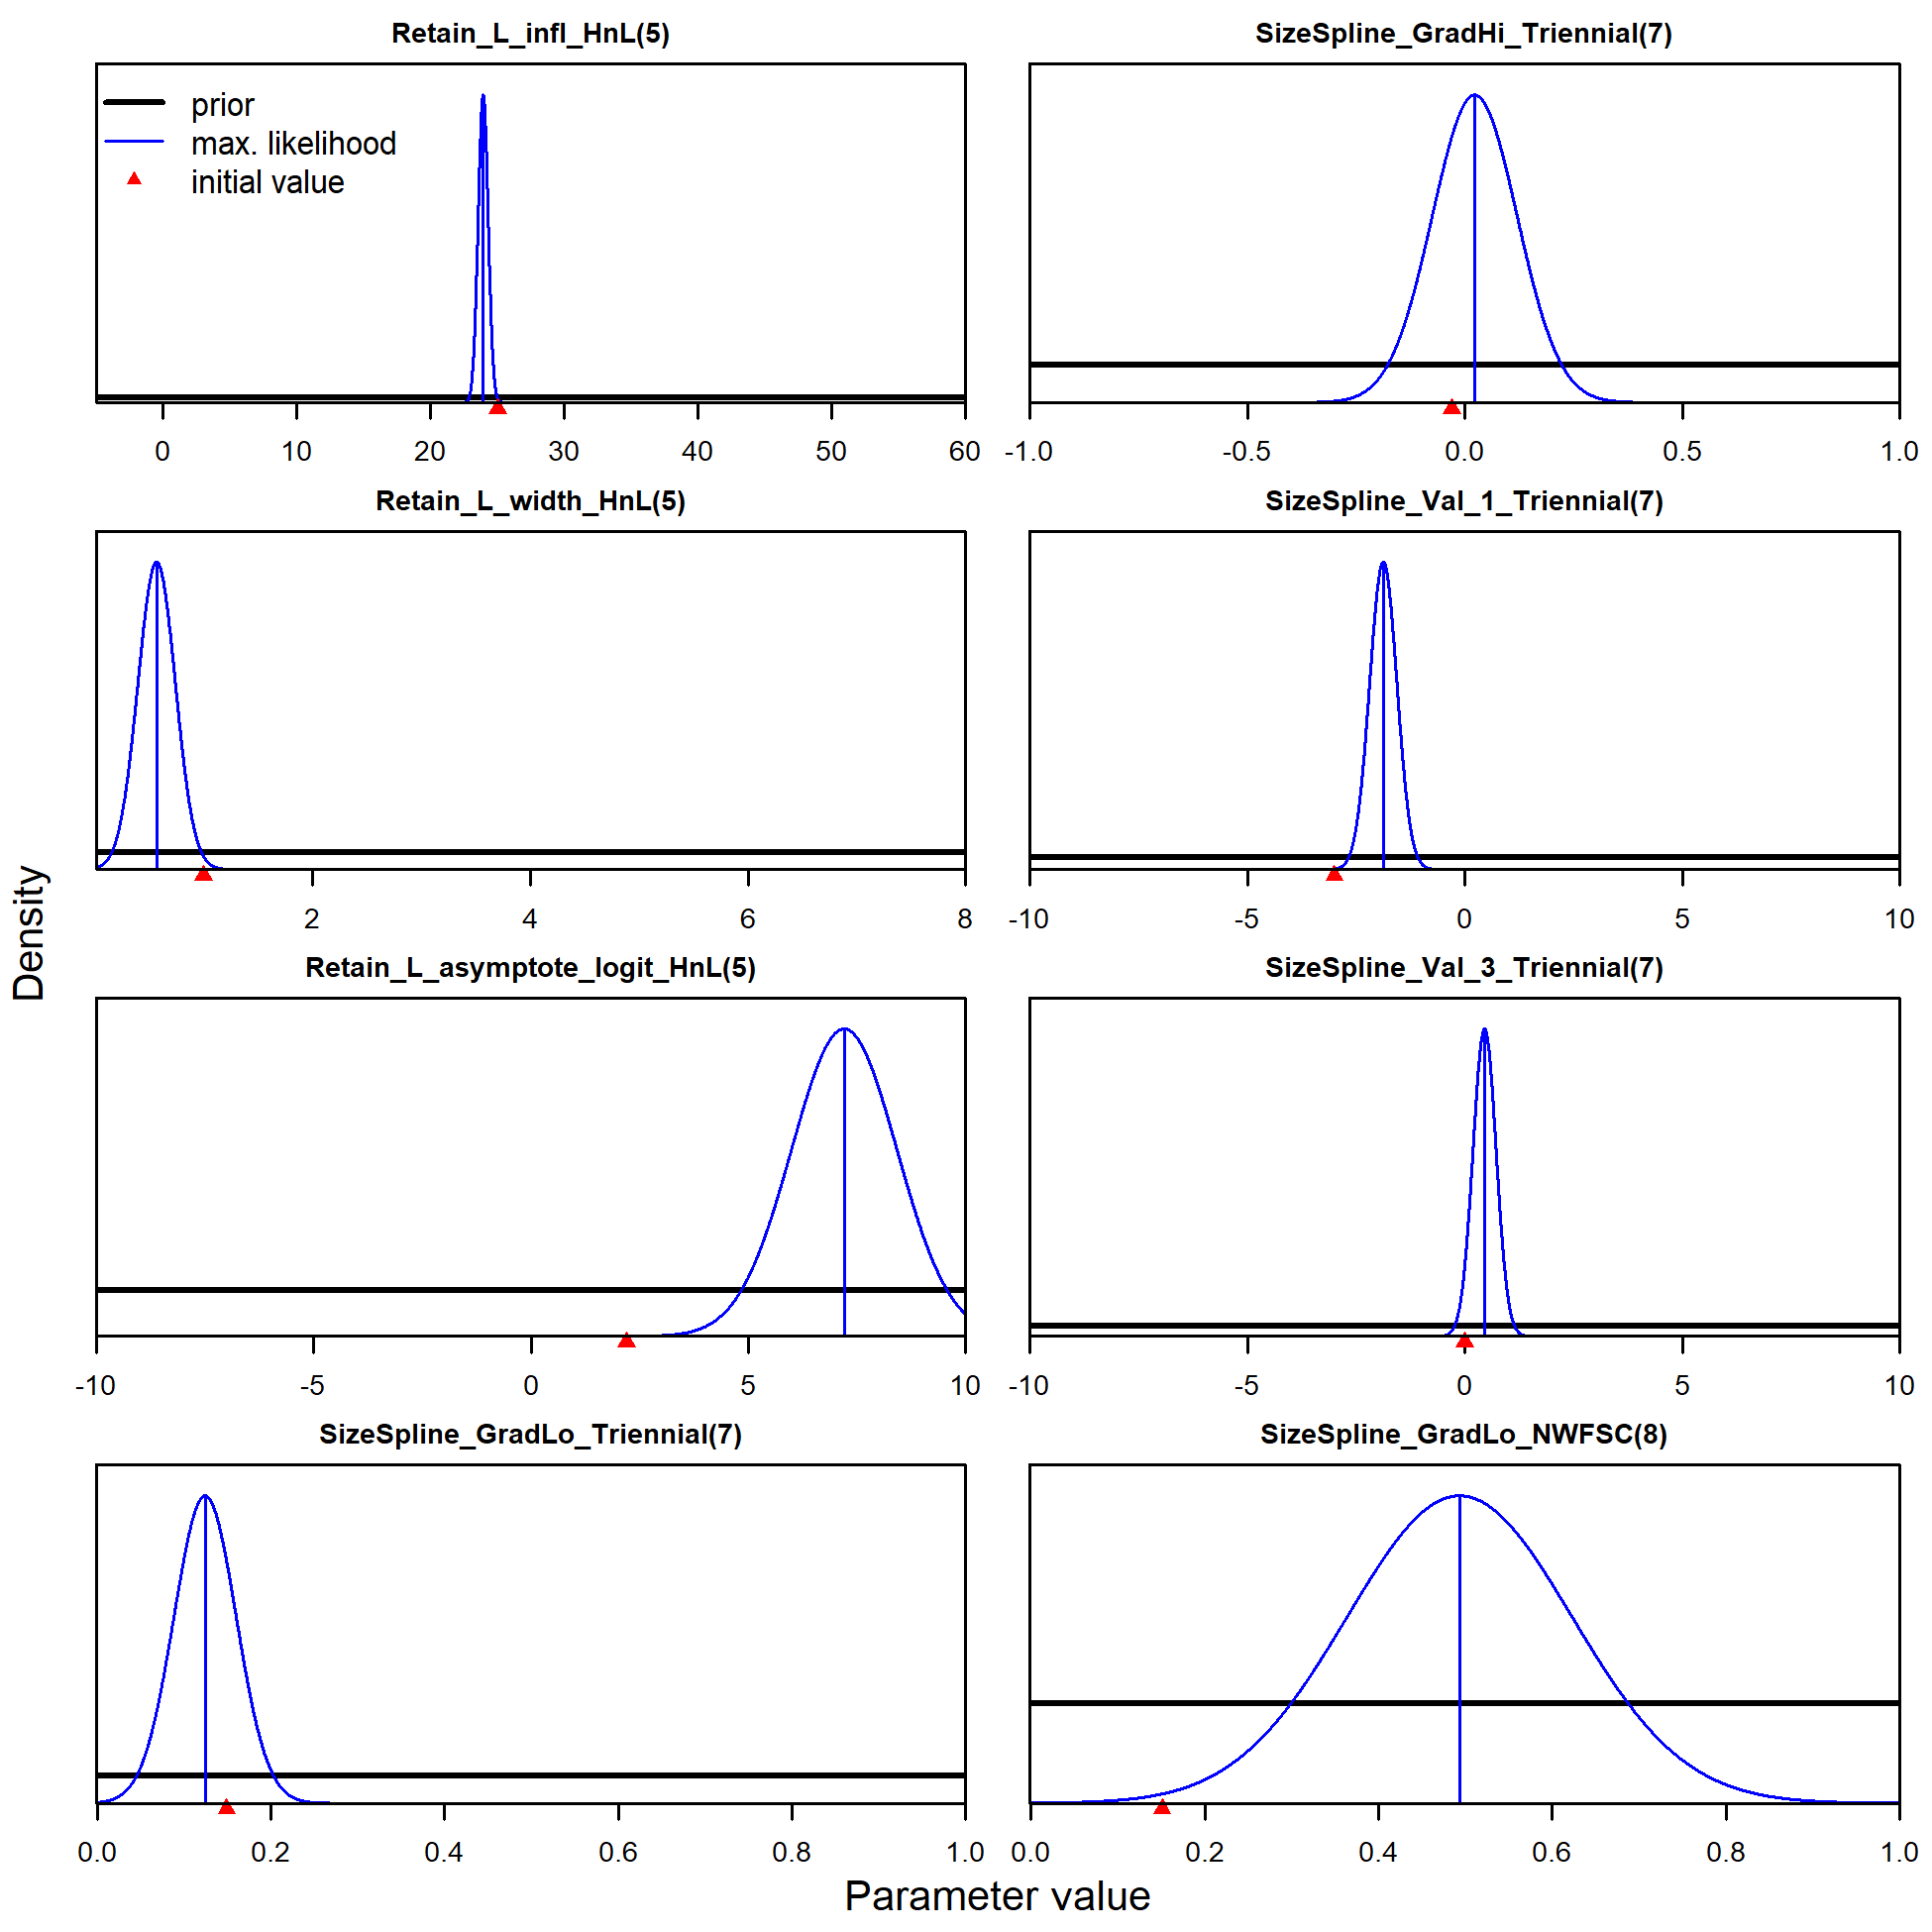 Retain_L_infl_HnL(5)
prior
max. likelihood
initial value
0 10 20 30 40 50 60
SizeSpline_GradHi_Triennial(7)
-1.0 -0.5 0.0 0.5 1.0
Retain_L_width_HnL(5)
2 4 6 8
SizeSpline_Val_1_Triennial(7)
-10 -5 0 5 10
Retain_L_asymptote_logit_HnL(5)
-10 -5 0 5 10
SizeSpline_Val_3_Triennial(7)
-10 -5 0 5 10
SizeSpline_GradLo_Triennial(7)
0.0 0.2 0.4 0.6 0.8 1.0
SizeSpline_GradLo_NWFSC(8)
0.0 0.2 0.4 0.6 0.8 1.0
Density
Parameter value